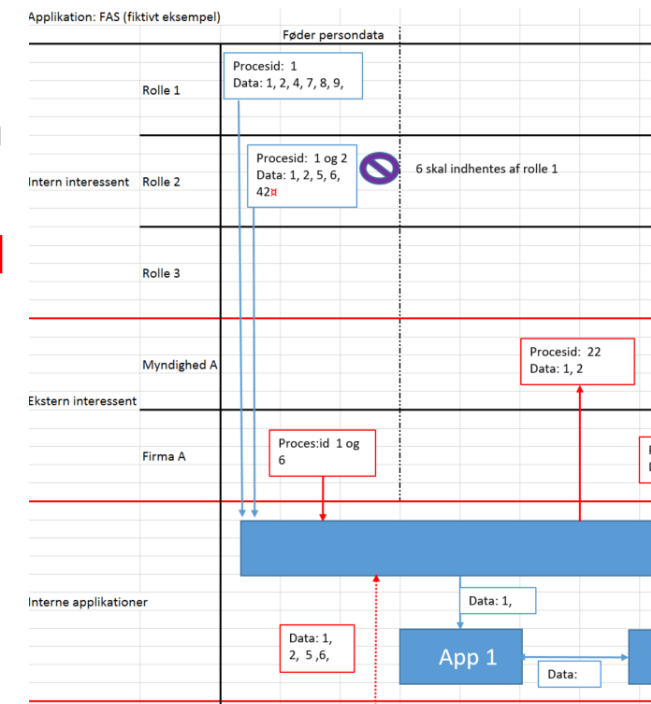 Applikation: FAS (fiktivt eksempel)
Føder persondata
Procesid: 1
Data: 1, 2, 4, 7, 8, 9,
Rolle 1
Procesid: 1 og 2
Data: 1, 2, 5, 6,
42¤
6 skal indhentes af rolle 1
Intern interessent
Rolle 2
Rolle 3
Procesid: 22
Data: 1, 2
Myndighed A
Ekstern interessent
Proces:id 1 og
6
Firma A
Interne applikationer
Data: 1,
Data: 1,
2, 5 ,6,
App 1
Data: